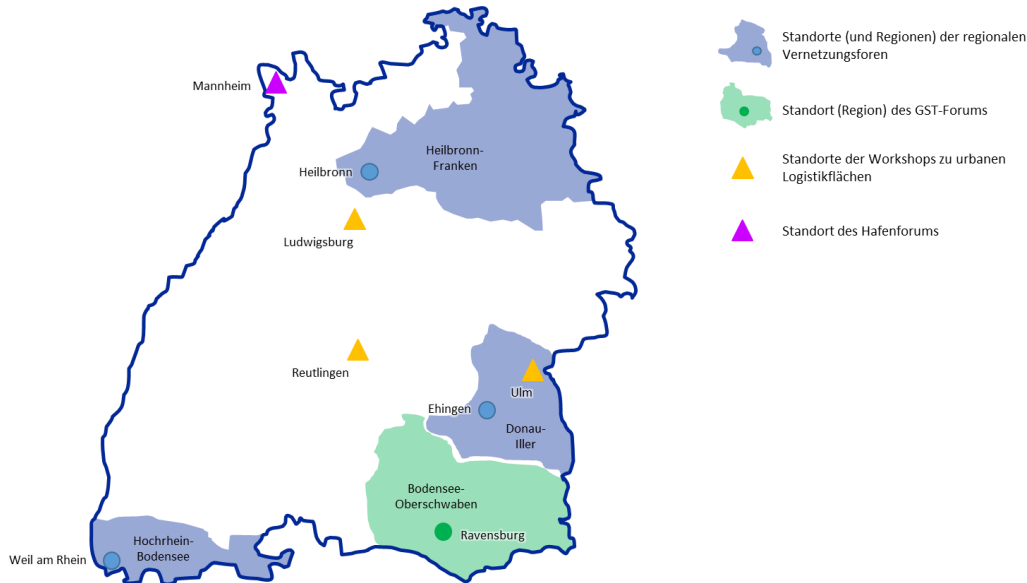 Mannheim
Heilbronn-
Franken
Heilbronn
Ludwigsburg
Reutlingen
Ulm
Ehingen
Donau-
Iller
Bodensee-
Oberschwaben
Ravensburg
Hochrhein-
Bodensee
Weil am Rhein
Standorte (und Regionen) der regionalen
Vernetzungsforen
Standort (Region) des GST-Forums
Standorte der Workshops zu urbanen
Logistikflächen
Standort des Hafenforums